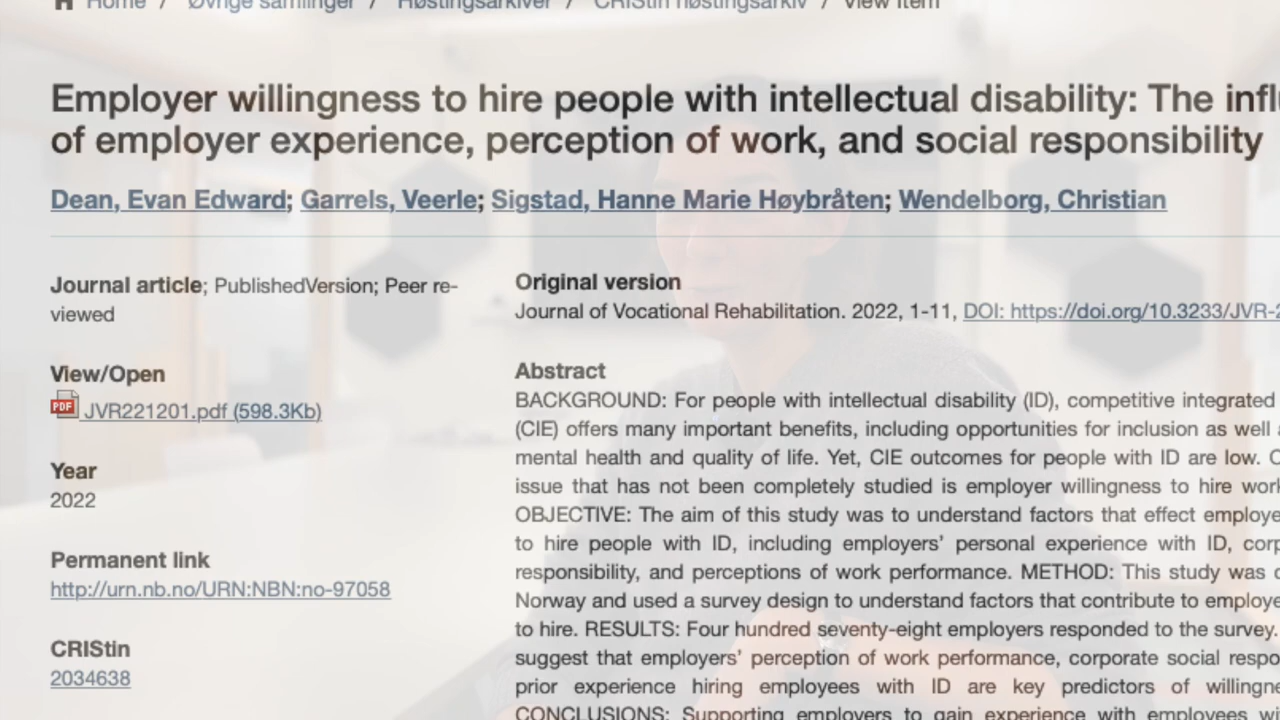 Home / Øvrige samlinger / Høstingsarkiver / CRIStin høstingsarkiv / View Item
Employer willingness to hire people with intellectual disability: The
of employer experience, perception of work, and social responsibility
Dean, Evan Edward; Garrels, Veerle; Sigstad, Hanne Marie Høybråten; Wendelborg, Christian
Journal article; PublishedVersion; Peer re-
viewed
View/Open
JVR221201.pdf (598.3Kb)
Year
2022
Permanent link
http://urn.nb.no/URN:NBN:no-97058
CRIStin
2034638
Original version
Journal of Vocational Rehabilitation. 2022, 1-11, DOI: https://doi.org/10.3233/JVR-2
Abstract
BACKGROUND: For people with intellectual disability (ID), competitive integrated
(CIE) offers many important benefits, including opportunities for inclusion as well
mental health and quality of life. Yet, CIE outcomes for people with ID are low.
issue that has not been completely studied is employer willingness to hire
OBJECTIVE: The aim of this study was to understand factors that effect
to hire people with ID, including employers' personal experience with ID,
responsibility, and perceptions of work performance. METHOD: This study was
Norway and used a survey design to understand factors that contribute to
to hire. RESULTS: Four hundred seventy-eight employers responded to the survey.
suggest that employers' perception of work performance, corporate social
prior experience hiring employees with ID are key predictors of
CONCLUSIONS: Supporting employers to gain experience with employees